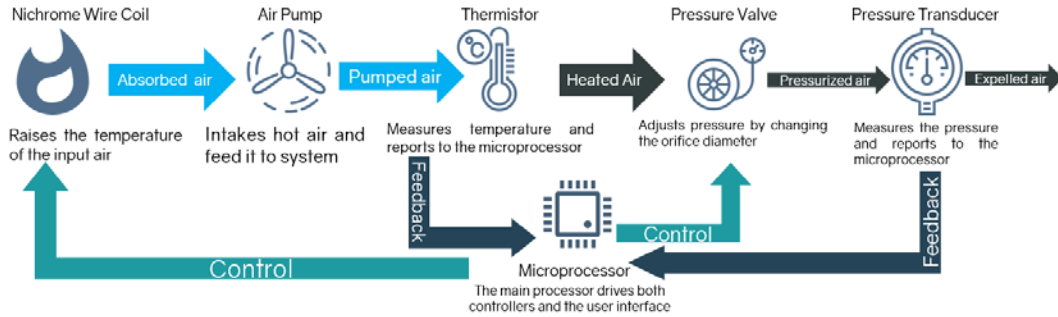 Nichrome Wire Coil
Air Pump
Thermistor
Pressure Valve
Pressure Transducer
Absorbed air
Pumped air
°C
Heated Air
Pressurized air
Expelled air
Raises the temperature
of the input air
Intakes hot air and
feed it to system
Measures temperature and
reports to the microprocessor
Adjusts pressure by changing
the orifice diameter
Measures the pressure
and reports to the
microprocessor
Feedback
Control
Feedback
Control
Microprocessor
The main processor drives both
controllers and the user interface